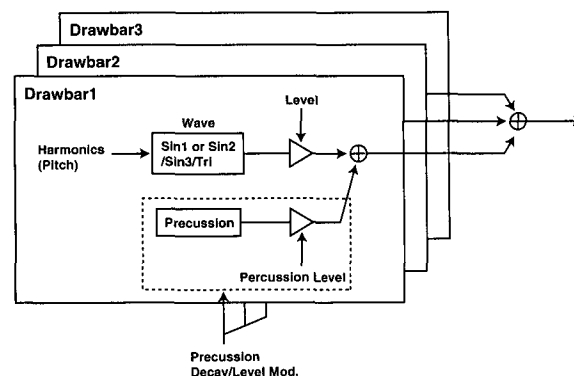 Drawbar3
Drawbar2
Drawbar1
Level
Wave
Harmonics
(Pitch)
Sin1 or Sin2
/Sin3/Tri
Precussion
Percussion Level
Precussion
Decay/Level Mod.